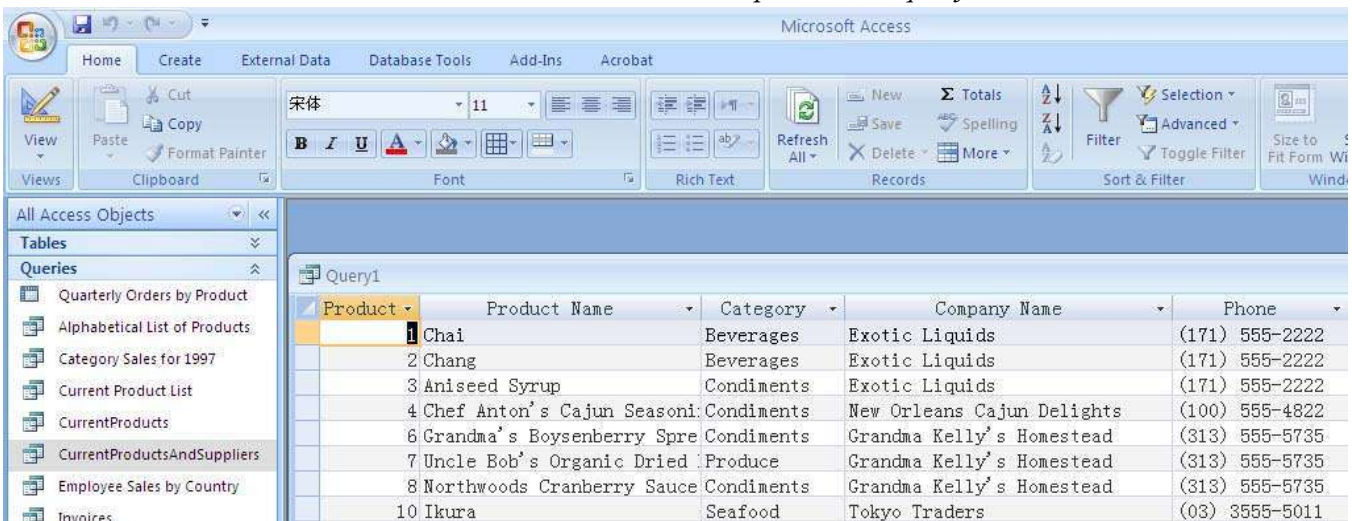 Microsoft Access
Home Create External Data Database Tools Add-Ins Acrobat
View
Views
Paste
Cut
Copy
Format Painter
Clipboard
宋体 11
B I U A
Font
Rich Text
Refresh All
New
Save
Delete
Σ Totals
Spelling
More
Records
Filter
Selection
Advanced
Toggle Filter
Sort & Filter
Size to Fit Form
All Access Objects
Tables
Queries
Quarterly Orders by Product
Alphabetical List of Products
Category Sales for 1997
Current Product List
CurrentProducts
CurrentProductsAndSuppliers
Employee Sales by Country
Invoices
Query1
Product Product Name Category Company Name Phone
1 Chai Beverages Exotic Liquids (171) 555-2222
2 Chang Beverages Exotic Liquids (171) 555-2222
3 Aniseed Syrup Condiments Exotic Liquids (171) 555-2222
4 Chef Anton's Cajun Seasoni Condiments New Orleans Cajun Delights (100) 555-4822
6 Grandma's Boysenberry Spre Condiments Grandma Kelly's Homestead (313) 555-5735
7 Uncle Bob's Organic Dried Produce Grandma Kelly's Homestead (313) 555-5735
8 Northwoods Cranberry Sauce Condiments Grandma Kelly's Homestead (313) 555-5735
10 Ikura Seafood Tokyo Traders (03) 3555-5011